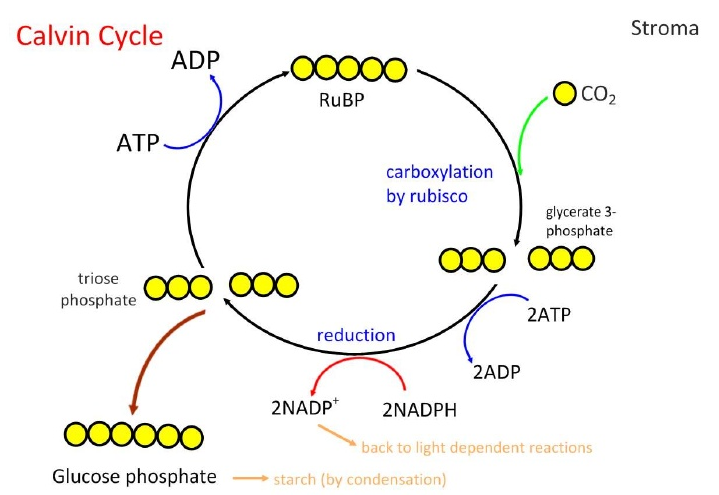 Calvin Cycle
Stroma
ADP
RuBP
CO₂
ATP
carboxylation
by rubisco
glycerate 3-
phosphate
triose
phosphate
2ATP
reduction
2ADP
2NADP⁺
2NADPH
back to light dependent reactions
Glucose phosphate
starch (by condensation)